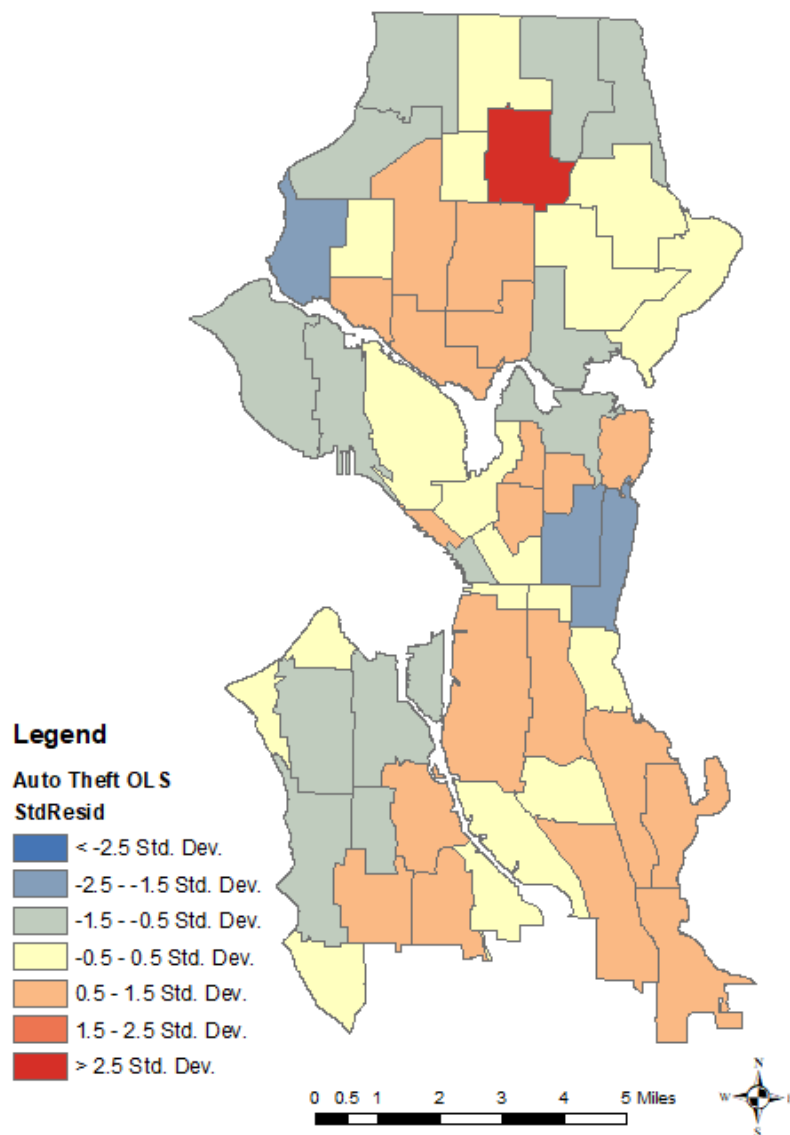 Legend
Auto Theft OLS
StdResid
< -2.5 Std. Dev.
-2.5 - -1.5 Std. Dev.
-1.5 - -0.5 Std. Dev.
-0.5 - 0.5 Std. Dev.
0.5 - 1.5 Std. Dev.
1.5 - 2.5 Std. Dev.
> 2.5 Std. Dev.
0 0.5 1 2 3 4 5 Miles
N
W
S